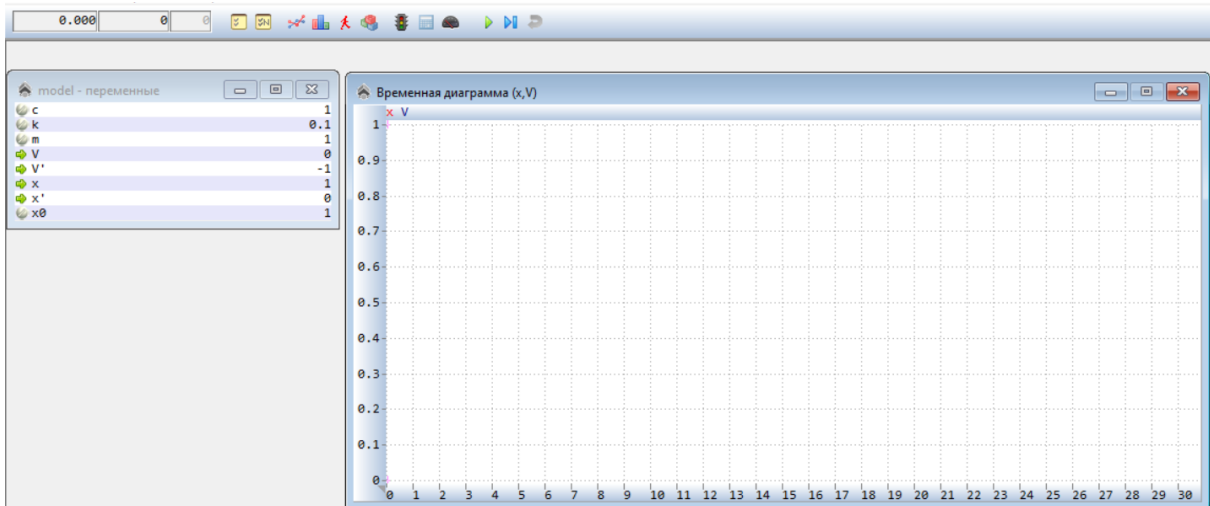 0.000 0 0
model - переменные
c 1
k 0.1
m 1
V 0
V' -1
x 1
x' 0
x0 1
Временная диаграмма (x,V)
x V
1
0.9
0.8
0.7
0.6
0.5
0.4
0.3
0.2
0.1
0
0 1 2 3 4 5 6 7 8 9 10 11 12 13 14 15 16 17 18 19 20 21 22 23 24 25 26 27 28 29 30